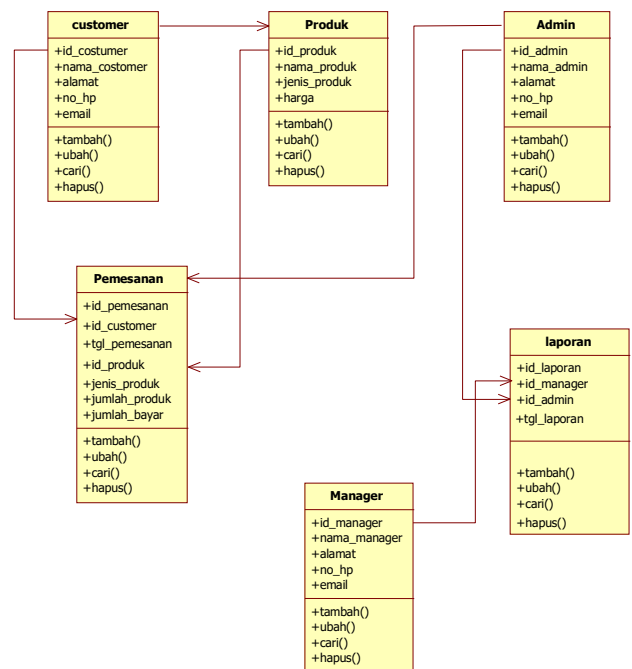 customer
+id_costumer
+nama_costomer
+alamat
+no_hp
+email
+tambah()
+ubah()
+cari()
+hapus()
Produk
+id_produk
+nama_produk
+jenis_produk
+harga
+tambah()
+ubah()
+cari()
+hapus()
Admin
+id_admin
+nama_admin
+alamat
+no_hp
+email
+tambah()
+ubah()
+cari()
+hapus()
Pemesanan
+id_pemesanan
+id_customer
+tgl_pemesanan
+id_produk
+jenis_produk
+jumlah_produk
+jumlah_bayar
+tambah()
+ubah()
+cari()
+hapus()
laporan
+id_laporan
+id_manager
+id_admin
+tgl_laporan
+tambah()
+ubah()
+cari()
+hapus()
Manager
+id_manager
+nama_manager
+alamat
+no_hp
+email
+tambah()
+ubah()
+cari()
+hapus()